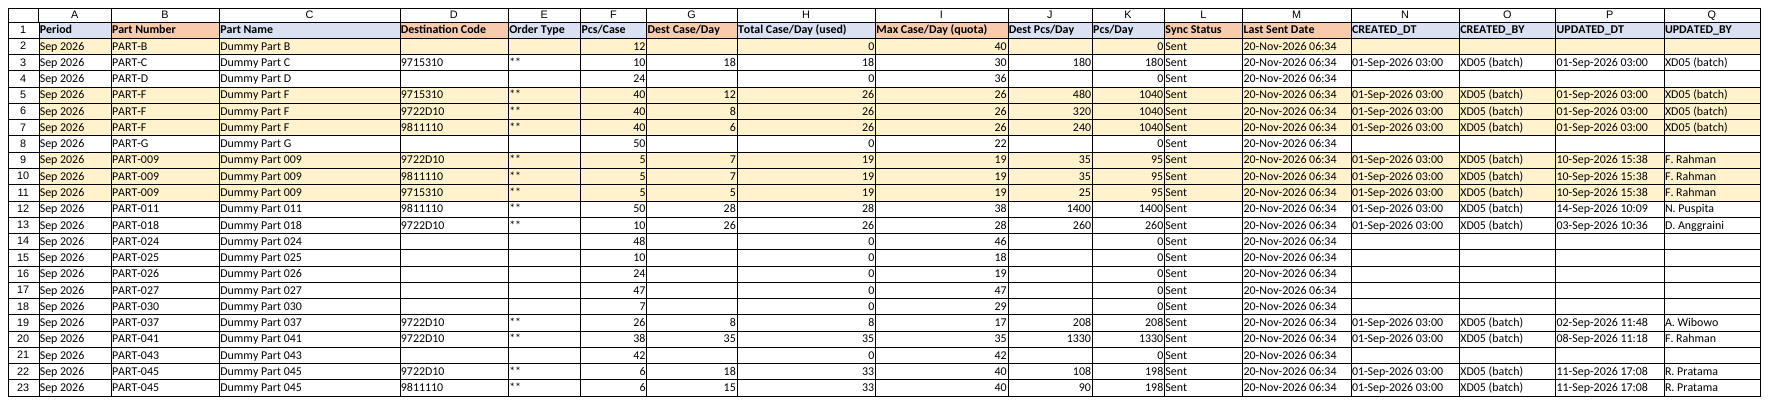 A B C D E F G H I J K L M N O P Q
1 Period Part Number Part Name Destination Code Order Type Pcs/Case Dest Case/Day Total Case/Day (used) Max Case/Day (quota) Dest Pcs/Day Pcs/Day Sync Status Last Sent Date CREATED_DT CREATED_BY UPDATED_DT UPDATED_BY
2 Sep 2026 PART-B Dummy Part B 12 0 40 0 Sent 20-Nov-2026 06:34
3 Sep 2026 PART-C Dummy Part C 9715310 ** 10 18 18 30 180 180 Sent 20-Nov-2026 06:34 01-Sep-2026 03:00 XD05 (batch) 01-Sep-2026 03:00 XD05 (batch)
4 Sep 2026 PART-D Dummy Part D 24 0 36 0 Sent 20-Nov-2026 06:34
5 Sep 2026 PART-F Dummy Part F 9715310 ** 40 12 26 26 480 1040 Sent 20-Nov-2026 06:34 01-Sep-2026 03:00 XD05 (batch) 01-Sep-2026 03:00 XD05 (batch)
6 Sep 2026 PART-F Dummy Part F 9722D10 ** 40 8 26 26 320 1040 Sent 20-Nov-2026 06:34 01-Sep-2026 03:00 XD05 (batch) 01-Sep-2026 03:00 XD05 (batch)
7 Sep 2026 PART-F Dummy Part F 9811110 ** 40 6 26 26 240 1040 Sent 20-Nov-2026 06:34 01-Sep-2026 03:00 XD05 (batch) 01-Sep-2026 03:00 XD05 (batch)
8 Sep 2026 PART-G Dummy Part G 50 0 22 0 Sent 20-Nov-2026 06:34
9 Sep 2026 PART-009 Dummy Part 009 9722D10 ** 5 7 19 19 35 95 Sent 20-Nov-2026 06:34 01-Sep-2026 03:00 XD05 (batch) 10-Sep-2026 15:38 F. Rahman
10 Sep 2026 PART-009 Dummy Part 009 9811110 ** 5 7 19 19 35 95 Sent 20-Nov-2026 06:34 01-Sep-2026 03:00 XD05 (batch) 10-Sep-2026 15:38 F. Rahman
11 Sep 2026 PART-009 Dummy Part 009 9715310 ** 5 5 19 19 25 95 Sent 20-Nov-2026 06:34 01-Sep-2026 03:00 XD05 (batch) 10-Sep-2026 15:38 F. Rahman
12 Sep 2026 PART-011 Dummy Part 011 9811110 ** 50 28 28 38 1400 1400 Sent 20-Nov-2026 06:34 01-Sep-2026 03:00 XD05 (batch) 14-Sep-2026 10:09 N. Puspita
13 Sep 2026 PART-018 Dummy Part 018 9722D10 ** 10 26 26 28 260 260 Sent 20-Nov-2026 06:34 01-Sep-2026 03:00 XD05 (batch) 03-Sep-2026 10:36 D. Anggraini
14 Sep 2026 PART-024 Dummy Part 024 48 0 46 0 Sent 20-Nov-2026 06:34
15 Sep 2026 PART-025 Dummy Part 025 10 0 18 0 Sent 20-Nov-2026 06:34
16 Sep 2026 PART-026 Dummy Part 026 24 0 19 0 Sent 20-Nov-2026 06:34
17 Sep 2026 PART-027 Dummy Part 027 47 0 47 0 Sent 20-Nov-2026 06:34
18 Sep 2026 PART-030 Dummy Part 030 7 0 29 0 Sent 20-Nov-2026 06:34
19 Sep 2026 PART-037 Dummy Part 037 9722D10 ** 26 8 8 17 208 208 Sent 20-Nov-2026 06:34 01-Sep-2026 03:00 XD05 (batch) 02-Sep-2026 11:48 A. Wibowo
20 Sep 2026 PART-041 Dummy Part 041 9722D10 ** 38 35 35 35 1330 1330 Sent 20-Nov-2026 06:34 01-Sep-2026 03:00 XD05 (batch) 08-Sep-2026 11:18 F. Rahman
21 Sep 2026 PART-043 Dummy Part 043 42 0 42 0 Sent 20-Nov-2026 06:34
22 Sep 2026 PART-045 Dummy Part 045 9722D10 ** 6 18 33 40 108 198 Sent 20-Nov-2026 06:34 01-Sep-2026 03:00 XD05 (batch) 11-Sep-2026 17:08 R. Pratama
23 Sep 2026 PART-045 Dummy Part 045 9811110 ** 6 15 33 40 90 198 Sent 20-Nov-2026 06:34 01-Sep-2026 03:00 XD05 (batch) 11-Sep-2026 17:08 R. Pratama